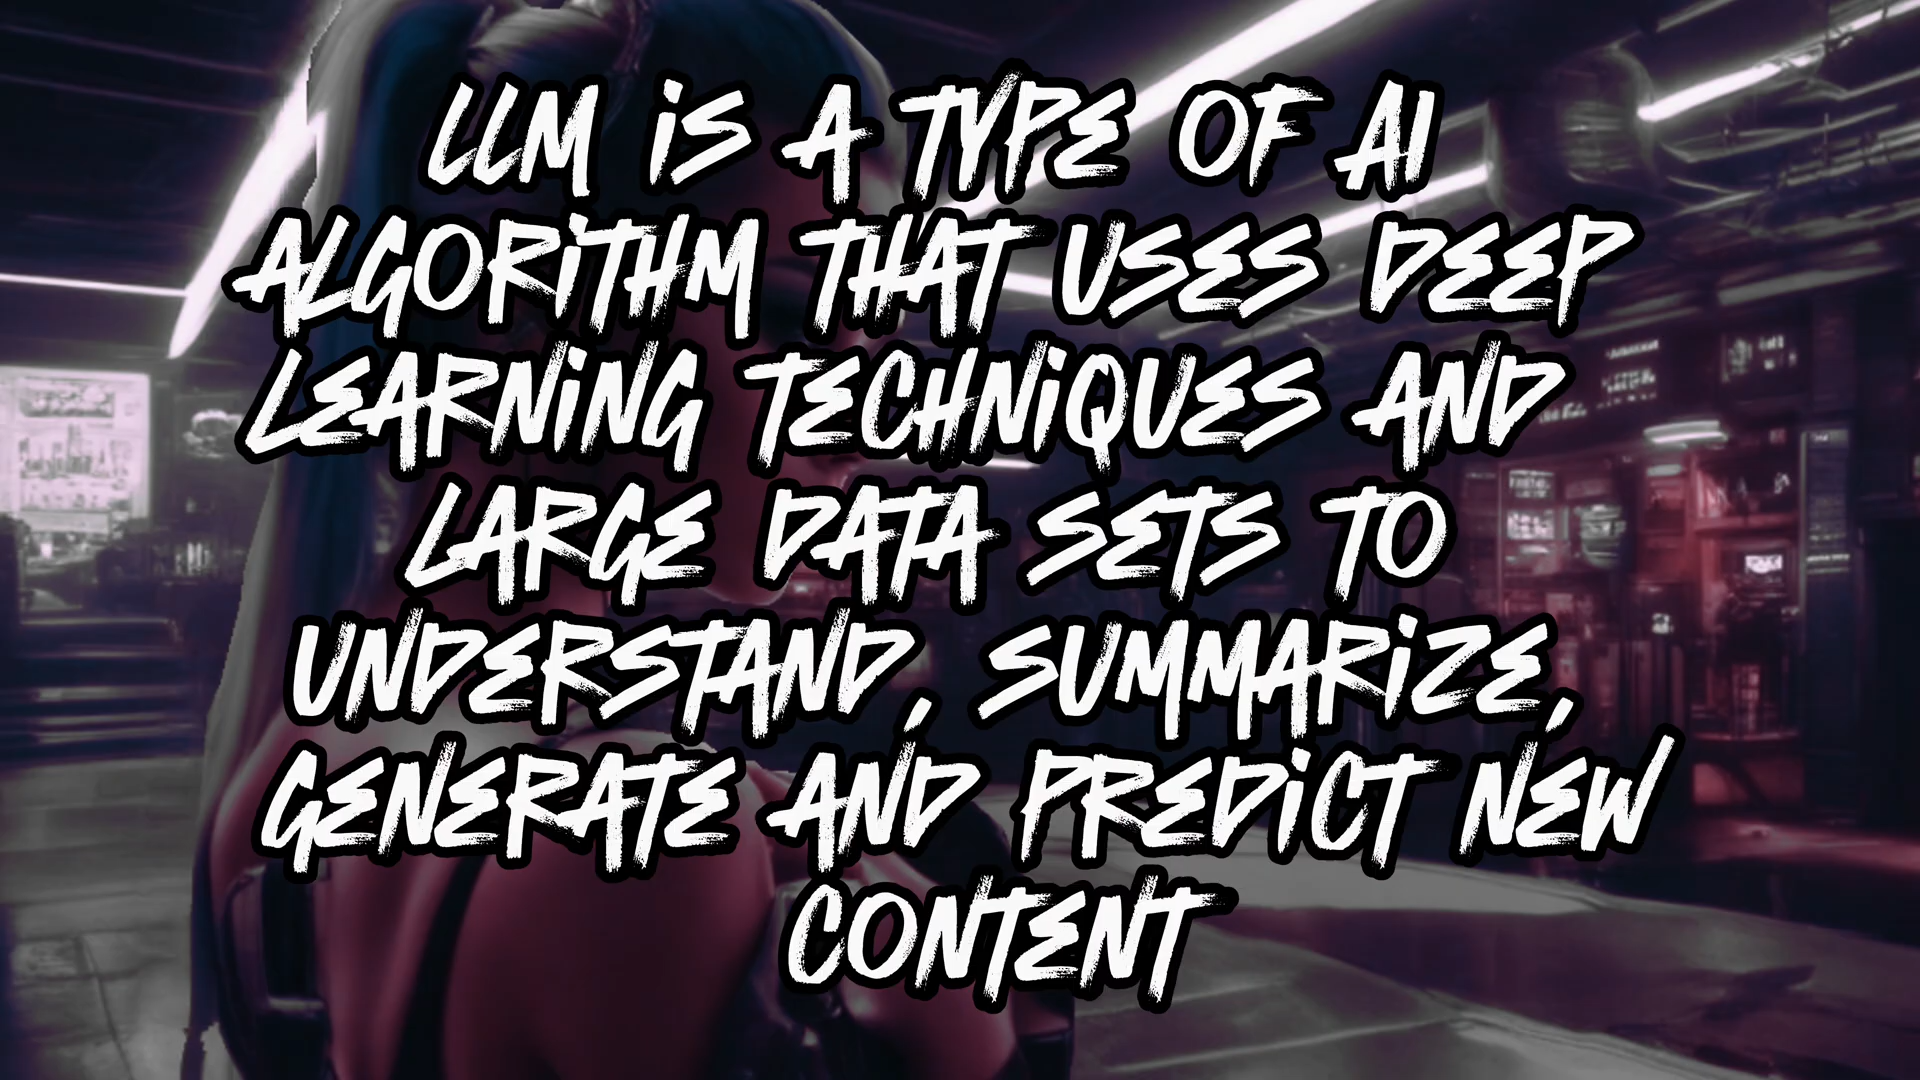 LLM iS A TYPE OF AI
ALGORiTHM THAT USES DEEP
LEARNiNG TECHNiQUES AND
LARGE DATA SETS TO
UNDERSTAND, SUMMARiZE,
GENERATE AND PREDiCT NEW
CONTENT